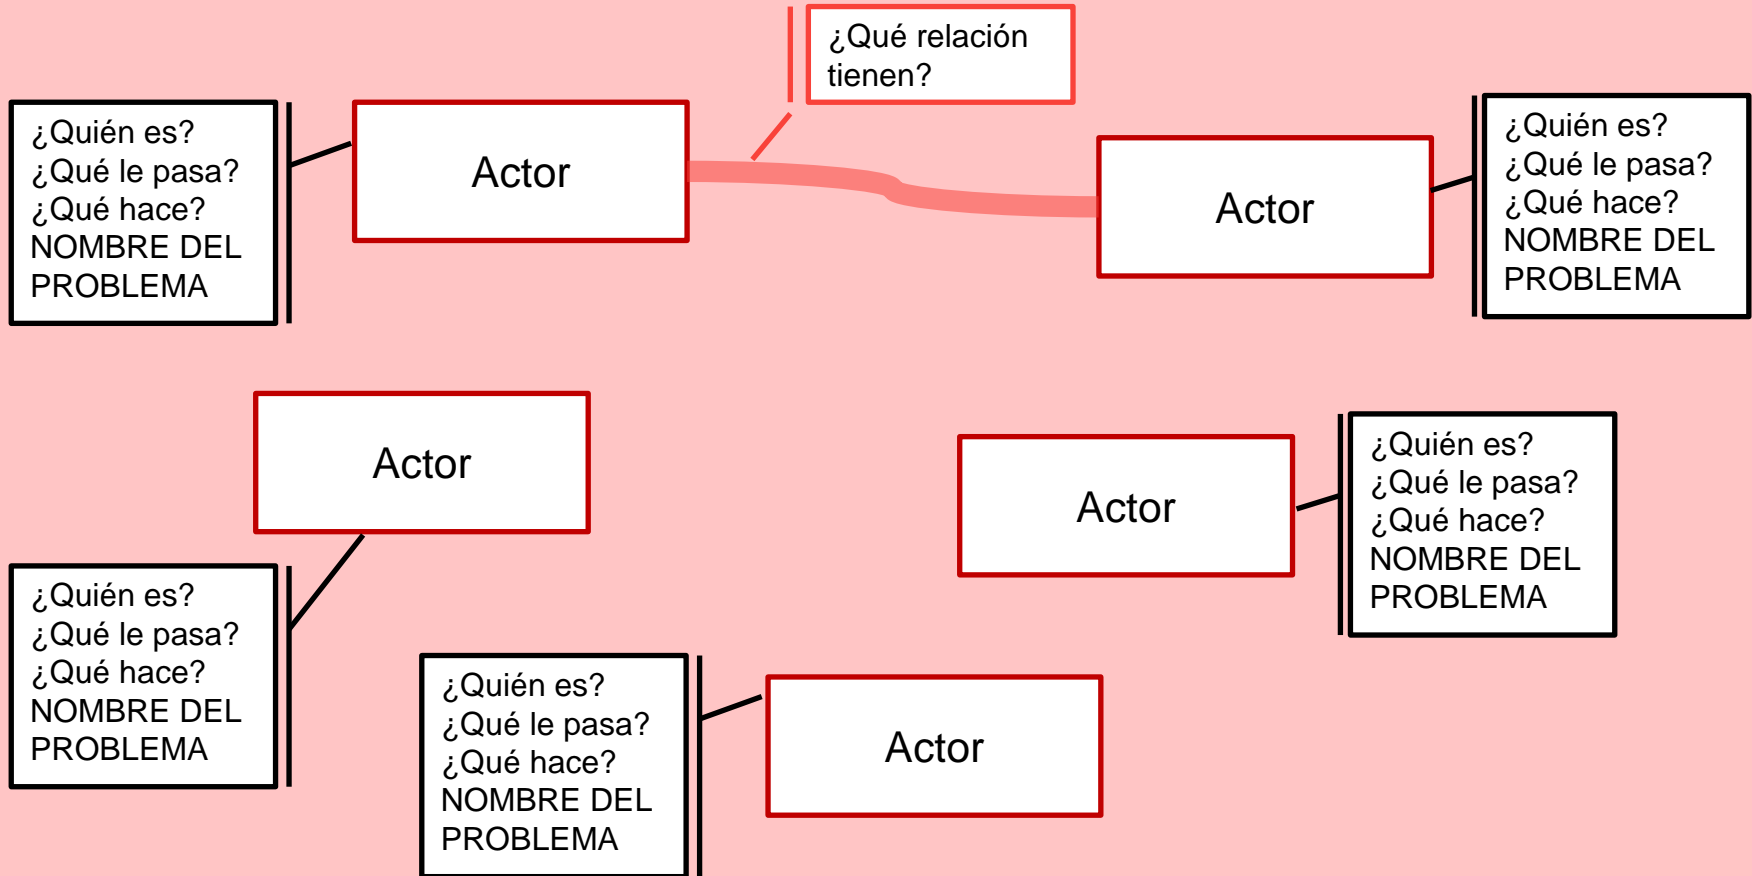 ¿Qué relación
tienen?
¿Quién es?
¿Qué le pasa?
¿Qué hace?
NOMBRE DEL
PROBLEMA
Actor
Actor
¿Quién es?
¿Qué le pasa?
¿Qué hace?
NOMBRE DEL
PROBLEMA
Actor
¿Quién es?
¿Qué le pasa?
¿Qué hace?
NOMBRE DEL
PROBLEMA
Actor
¿Quién es?
¿Qué le pasa?
¿Qué hace?
NOMBRE DEL
PROBLEMA
¿Quién es?
¿Qué le pasa?
¿Qué hace?
NOMBRE DEL
PROBLEMA
Actor